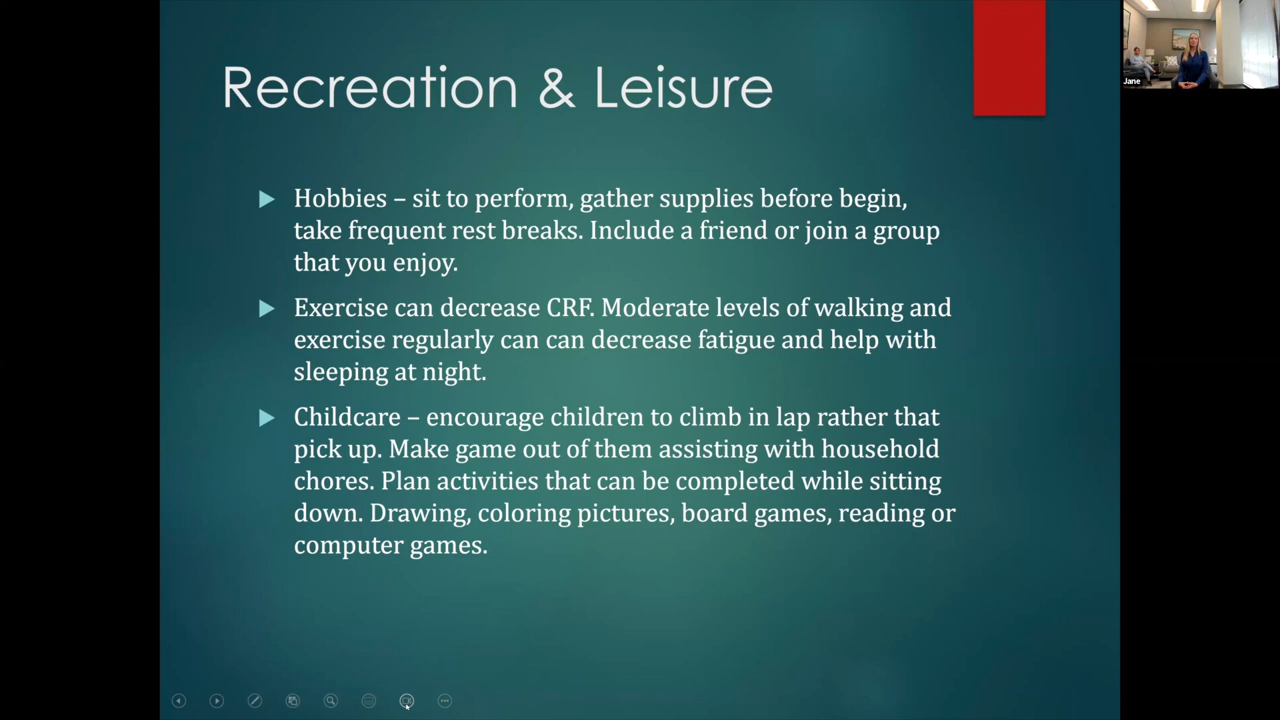 Recreation & Leisure
Hobbies – sit to perform, gather supplies before begin,
take frequent rest breaks. Include a friend or join a group
that you enjoy.
Exercise can decrease CRF. Moderate levels of walking and
exercise regularly can can decrease fatigue and help with
sleeping at night.
Childcare – encourage children to climb in lap rather that
pick up. Make game out of them assisting with household
chores. Plan activities that can be completed while sitting
down. Drawing, coloring pictures, board games, reading or
computer games.
Jane